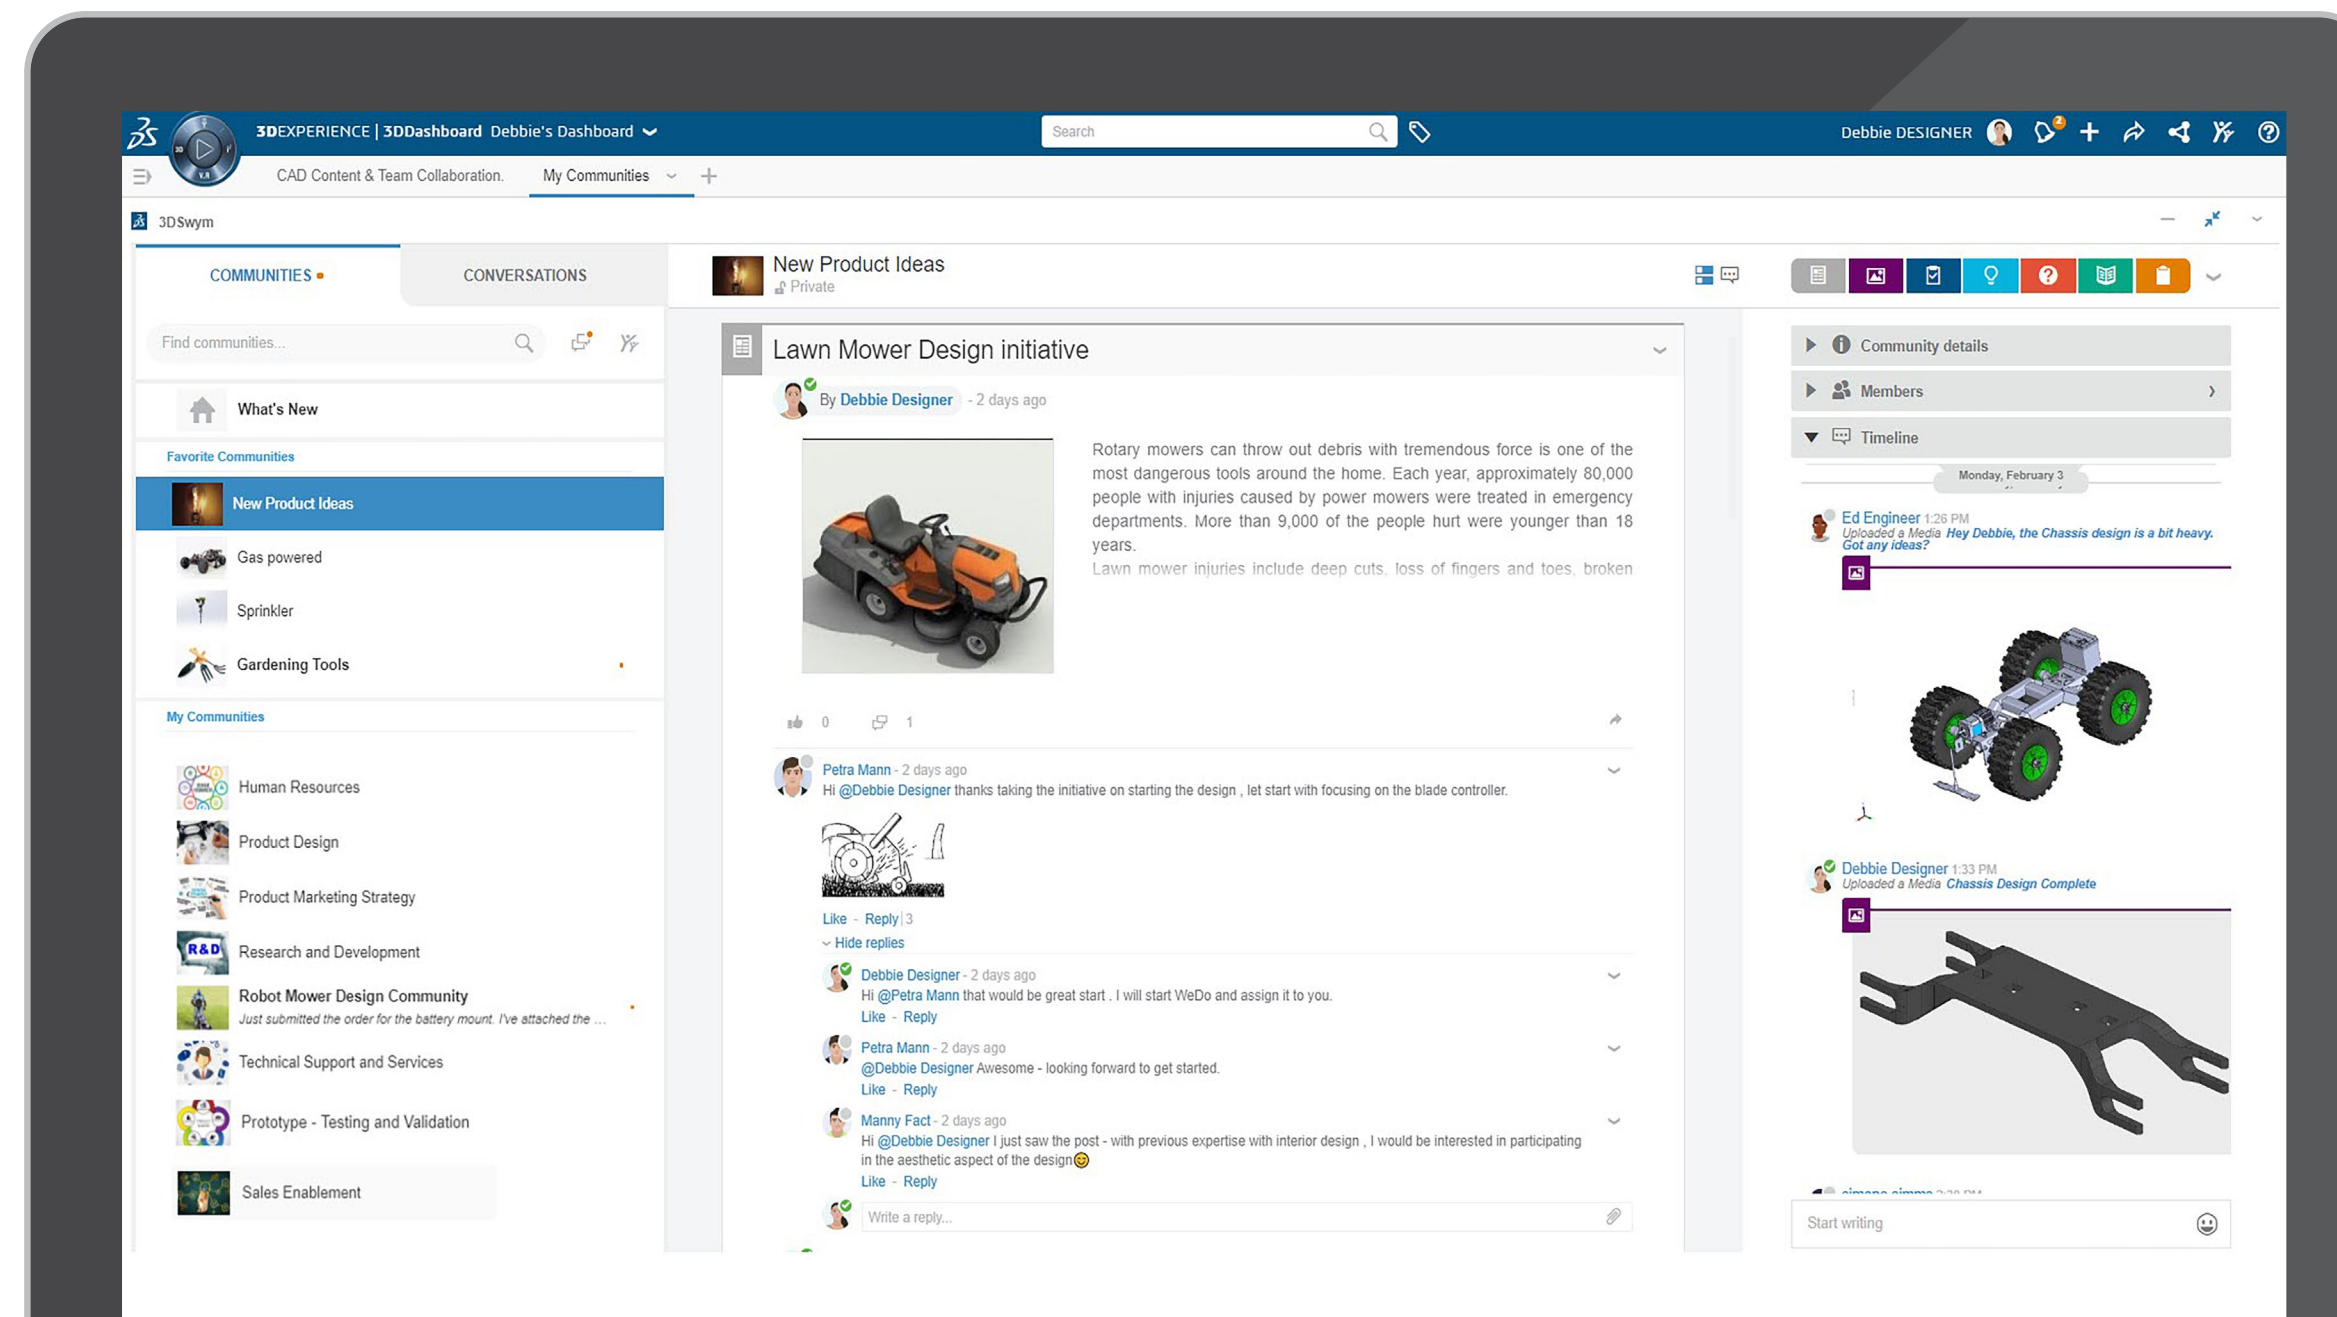 3DEXPERIENCE | 3DDashboard Debbie's Dashboard
Search
Debbie DESIGNER
2
3D
V.R
CAD Content & Team Collaboration.
My Communities
3DSwym
COMMUNITIES
CONVERSATIONS
Find communities...
What's New
Favorite Communities
New Product Ideas
Gas powered
Sprinkler
Gardening Tools
My Communities
Human Resources
Product Design
Product Marketing Strategy
R&D
Research and Development
Robot Mower Design Community
Just submitted the order for the battery mount. I've attached the ...
Technical Support and Services
Prototype - Testing and Validation
Sales Enablement
New Product Ideas
Private
Lawn Mower Design initiative
By Debbie Designer - 2 days ago
Rotary mowers can throw out debris with tremendous force is one of the
most dangerous tools around the home. Each year, approximately 80,000
people with injuries caused by power mowers were treated in emergency
departments. More than 9,000 of the people hurt were younger than 18
years.
Lawn mower injuries include deep cuts, loss of fingers and toes, broken
0 1
Petra Mann - 2 days ago
Hi @Debbie Designer thanks taking the initiative on starting the design , let start with focusing on the blade controller.
Like - Reply | 3
Hide replies
Debbie Designer - 2 days ago
Hi @Petra Mann that would be great start . I will start WeDo and assign it to you.
Like - Reply
Petra Mann - 2 days ago
@Debbie Designer Awesome - looking forward to get started.
Like - Reply
Manny Fact - 2 days ago
Hi @Debbie Designer I just saw the post - with previous expertise with interior design , I would be interested in participating
in the aesthetic aspect of the design😊
Like - Reply
Write a reply...
Community details
Members
Timeline
Monday, February 3
Ed Engineer 1:26 PM
Uploaded a Media Hey Debbie, the Chassis design is a bit heavy.
Got any ideas?
Debbie Designer 1:33 PM
Uploaded a Media Chassis Design Complete
Start writing